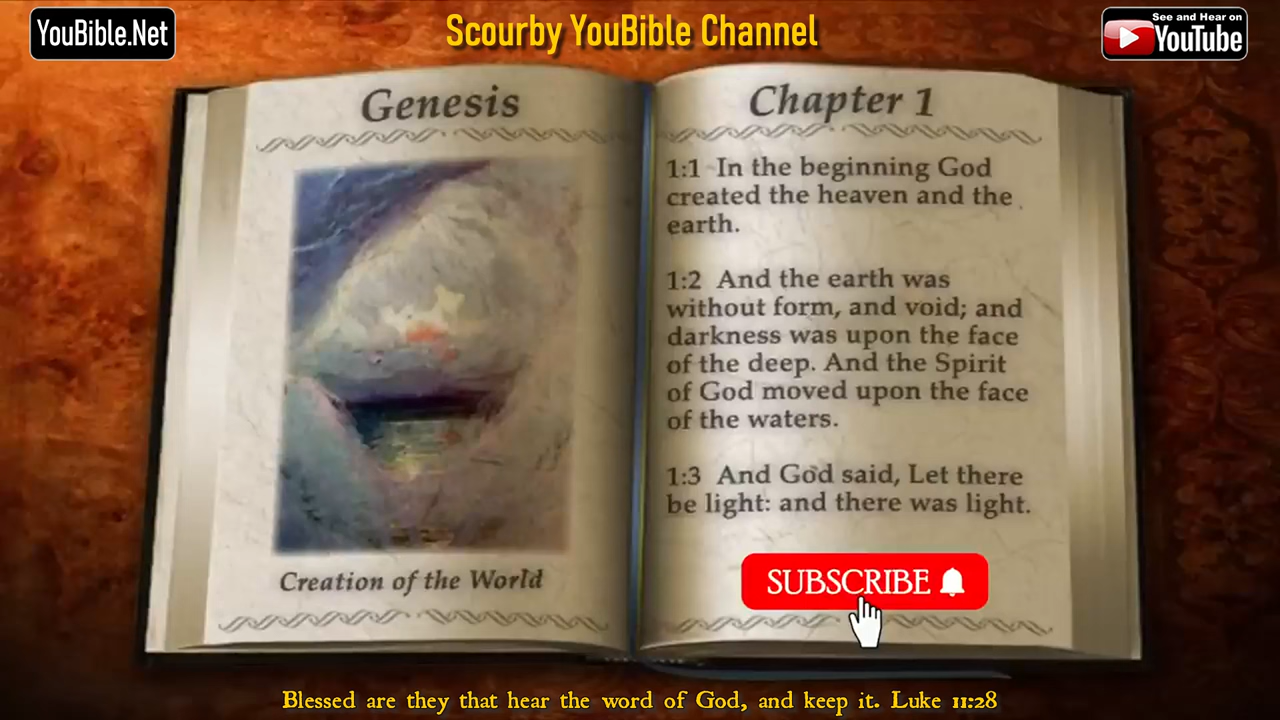 YouBible.Net
Scourby YouBible Channel
See and Hear on
YouTube
Genesis
Creation of the World
Chapter 1
1:1 In the beginning God
created the heaven and the
earth.
1:2 And the earth was
without form, and void; and
darkness was upon the face
of the deep. And the Spirit
of God moved upon the face
of the waters.
1:3 And God said, Let there
be light: and there was light.
SUBSCRIBE
Blessed are they that hear the word of God, and keep it. Luke 11:28